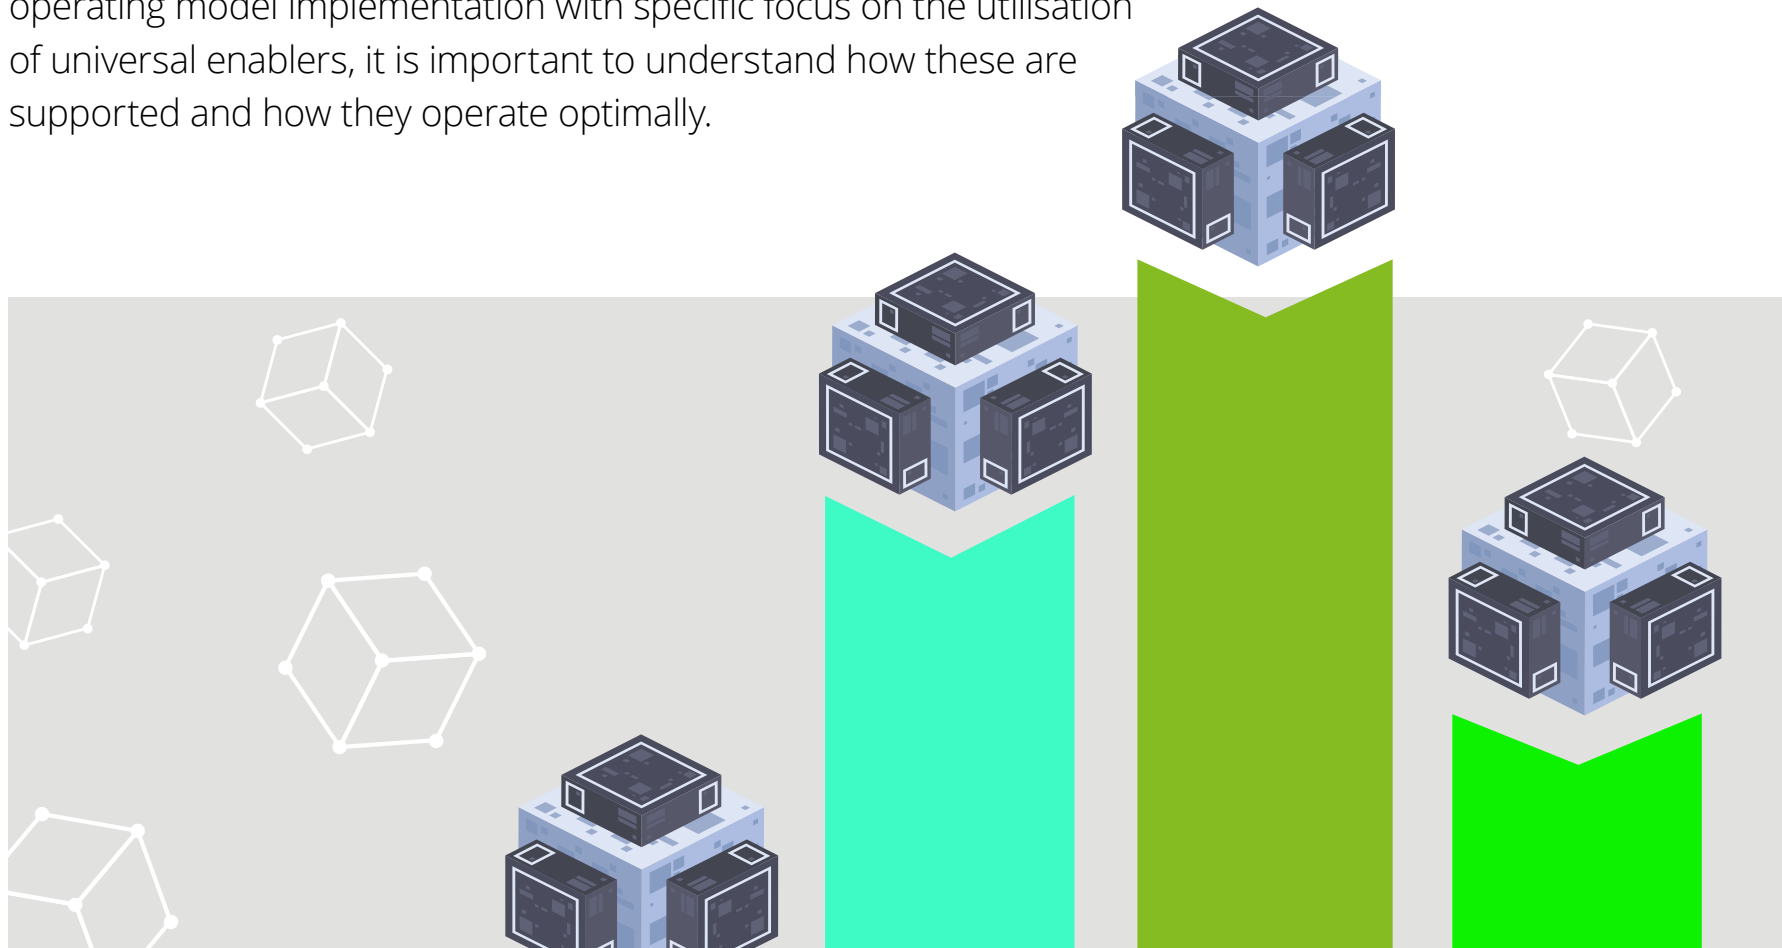 operating model implementation with specific focus on the utilisation
of universal enablers, it is important to understand how these are
supported and how they operate optimally.